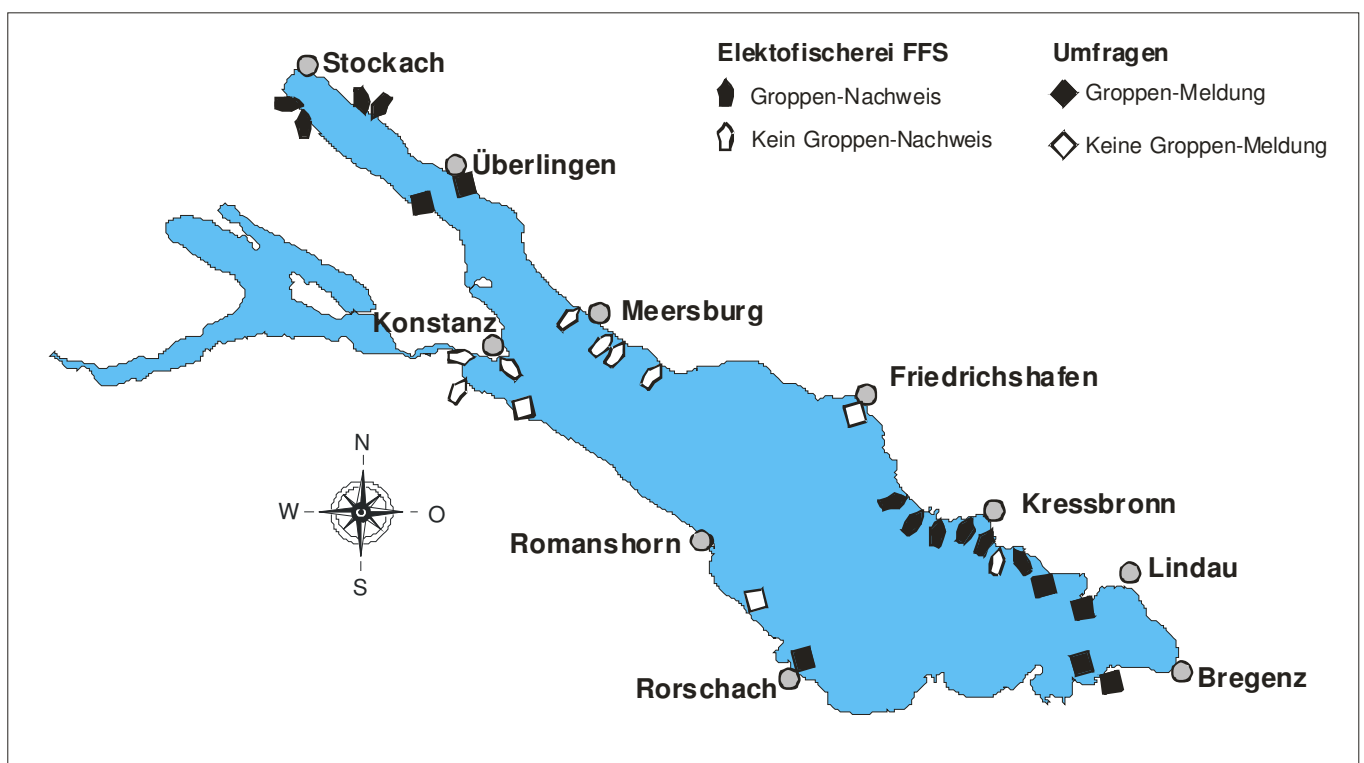 Elektofischerei FFS
Groppen-Nachweis
Kein Groppen-Nachweis
Umfragen
Groppen-Meldung
Keine Groppen-Meldung
Stockach
Überlingen
Meersburg
Konstanz
Friedrichshafen
Kressbronn
Romanshorn
Lindau
Rorschach
Bregenz
N
W
O
S